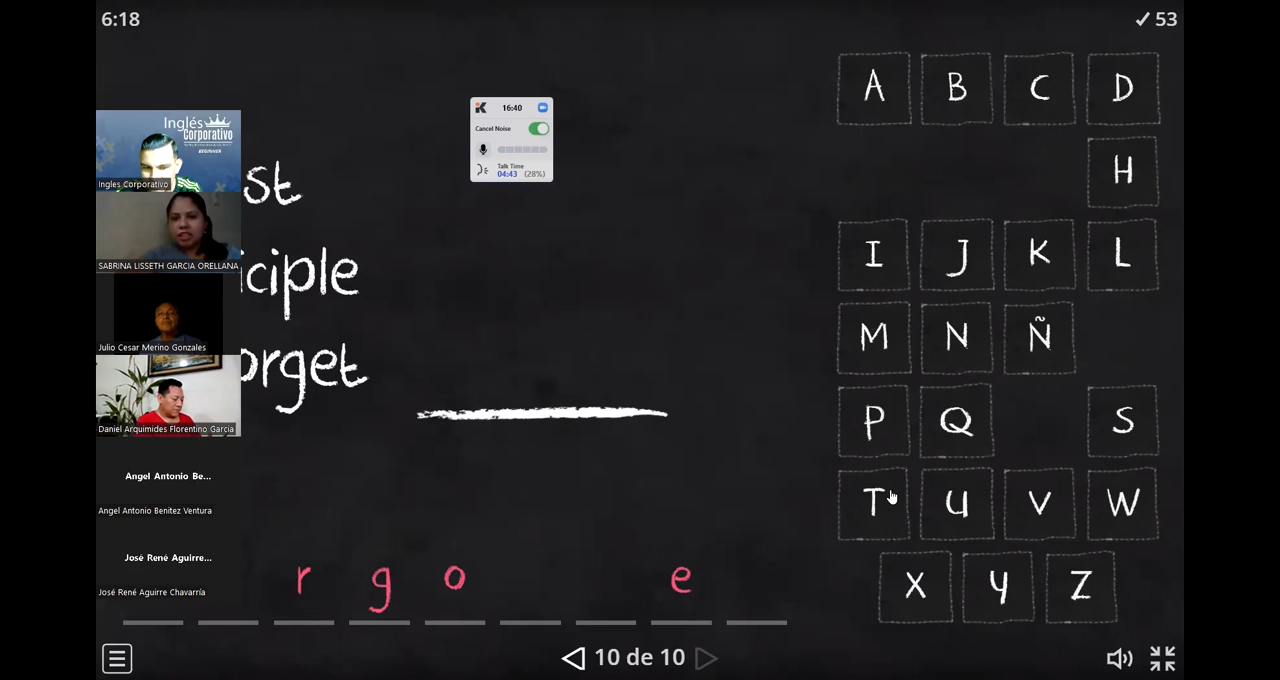 6:18
✓ 53
A B C D
H
I J K L
M N Ñ
P Q S
T U V W
X Y Z
16:40
Cancel Noise
Talk Time
04:43 (28%)
Inglés
Corporativo
BEGINNER
Ingles Corporativo
SABRINA LISSETH GARCIA ORELLANA
Julio Cesar Merino Gonzales
Daniel Arquimides Florentino Garcia
Angel Antonio Be...
Angel Antonio Benitez Ventura
José René Aguirre...
José René Aguirre Chavarría
st
ciple
orget
r g o e
10 de 10